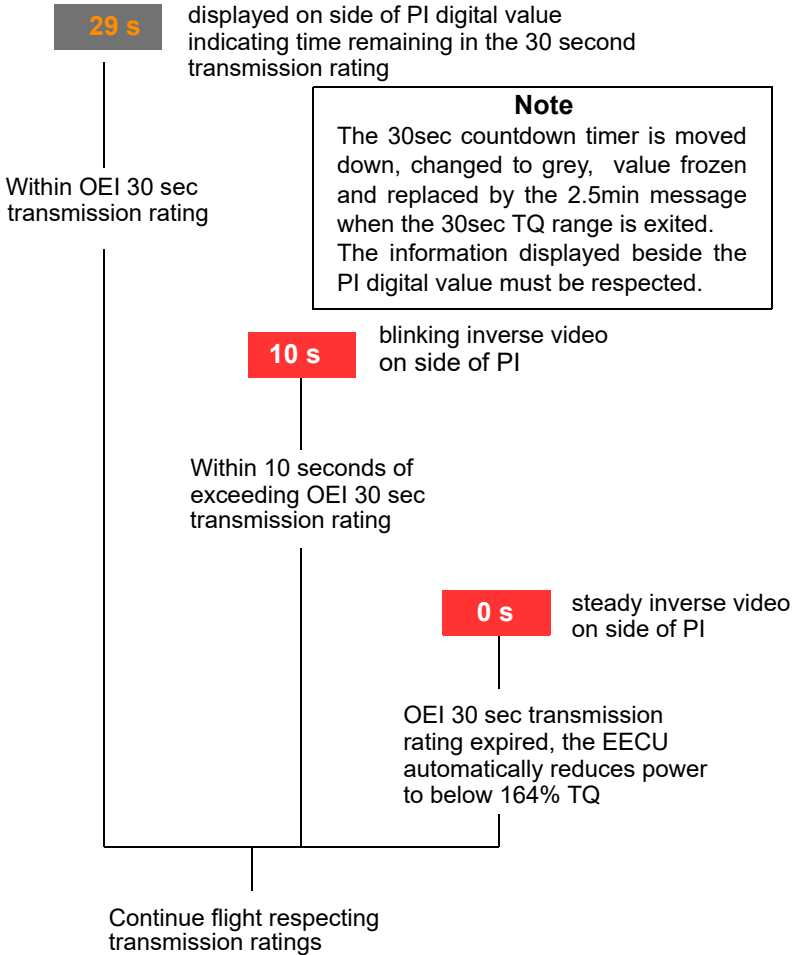 29 s
displayed on side of PI digital value
indicating time remaining in the 30 second
transmission rating
Note
The 30sec countdown timer is moved
down, changed to grey, value frozen
and replaced by the 2.5min message
when the 30sec TQ range is exited.
The information displayed beside the
PI digital value must be respected.
Within OEI 30 sec
transmission rating
10 s
blinking inverse video
on side of PI
Within 10 seconds of
exceeding OEI 30 sec
transmission rating
0 s
steady inverse video
on side of PI
OEI 30 sec transmission
rating expired, the EECU
automatically reduces power
to below 164% TQ
Continue flight respecting
transmission ratings